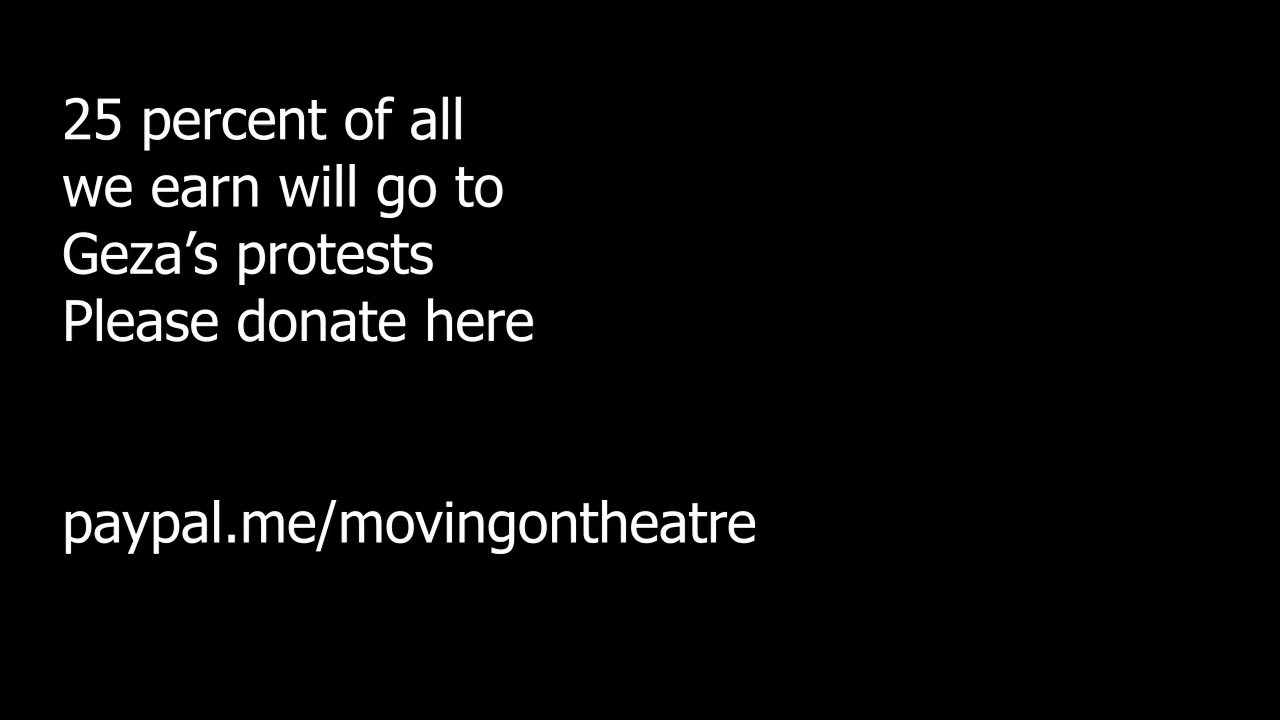 25 percent of all
we earn will go to
Geza’s protests
Please donate here
paypal.me/movingontheatre